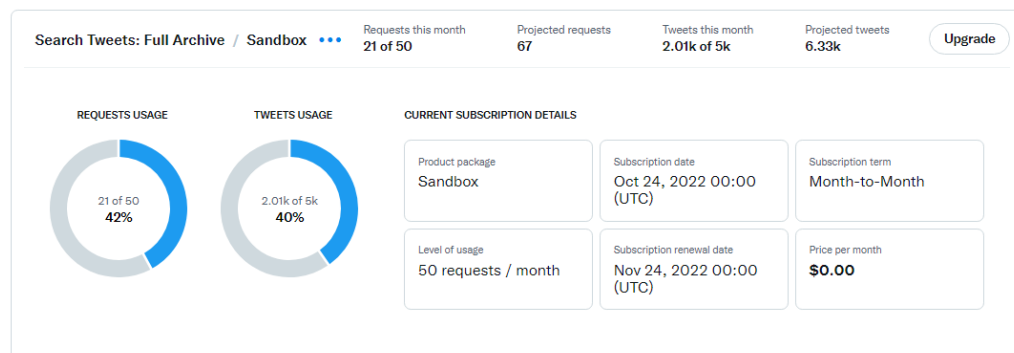 Search Tweets: Full Archive / Sandbox •••
Requests this month
21 of 50
Projected requests
67
Tweets this month
2.01k of 5k
Projected tweets
6.33k
Upgrade
REQUESTS USAGE
21 of 50
42%
TWEETS USAGE
2.01k of 5k
40%
CURRENT SUBSCRIPTION DETAILS
Product package
Sandbox
Subscription date
Oct 24, 2022 00:00
(UTC)
Subscription term
Month-to-Month
Level of usage
50 requests / month
Subscription renewal date
Nov 24, 2022 00:00
(UTC)
Price per month
$0.00